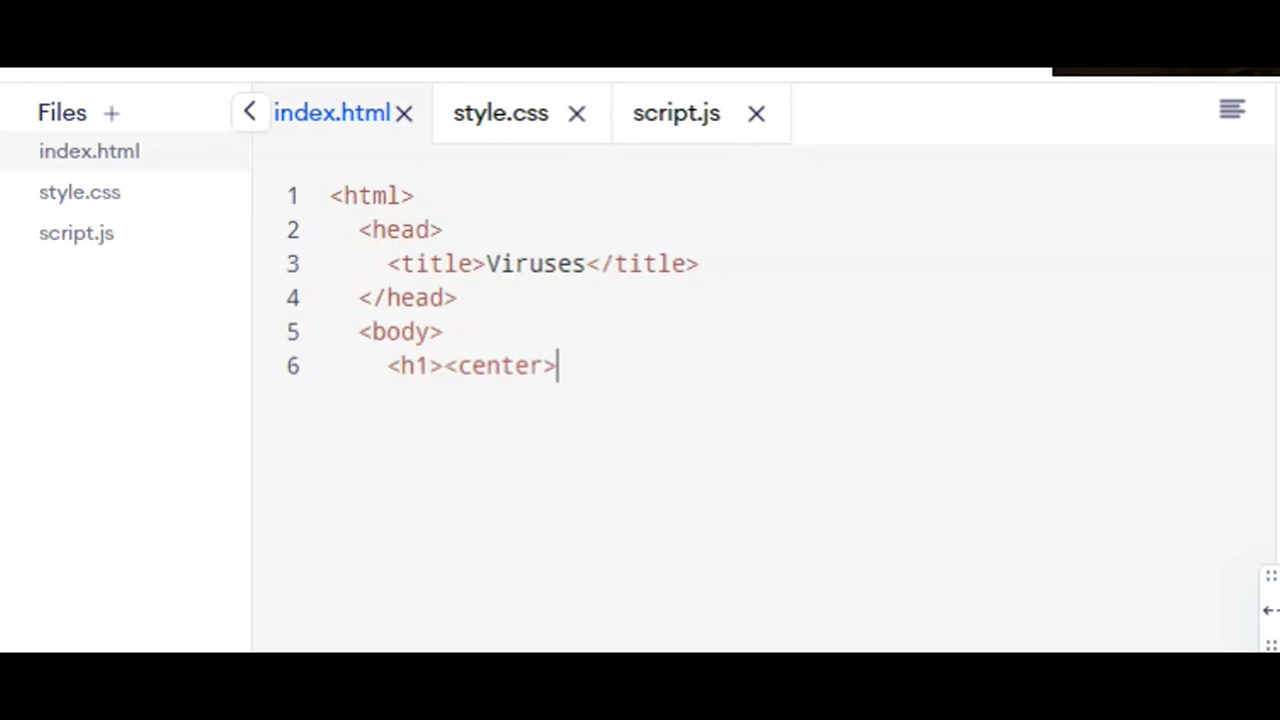 Files +
index.html
style.css
script.js
index.html
style.css
script.js
1 <html>
2 <head>
3 <title>Viruses</title>
4 </head>
5 <body>
6 <h1><center>